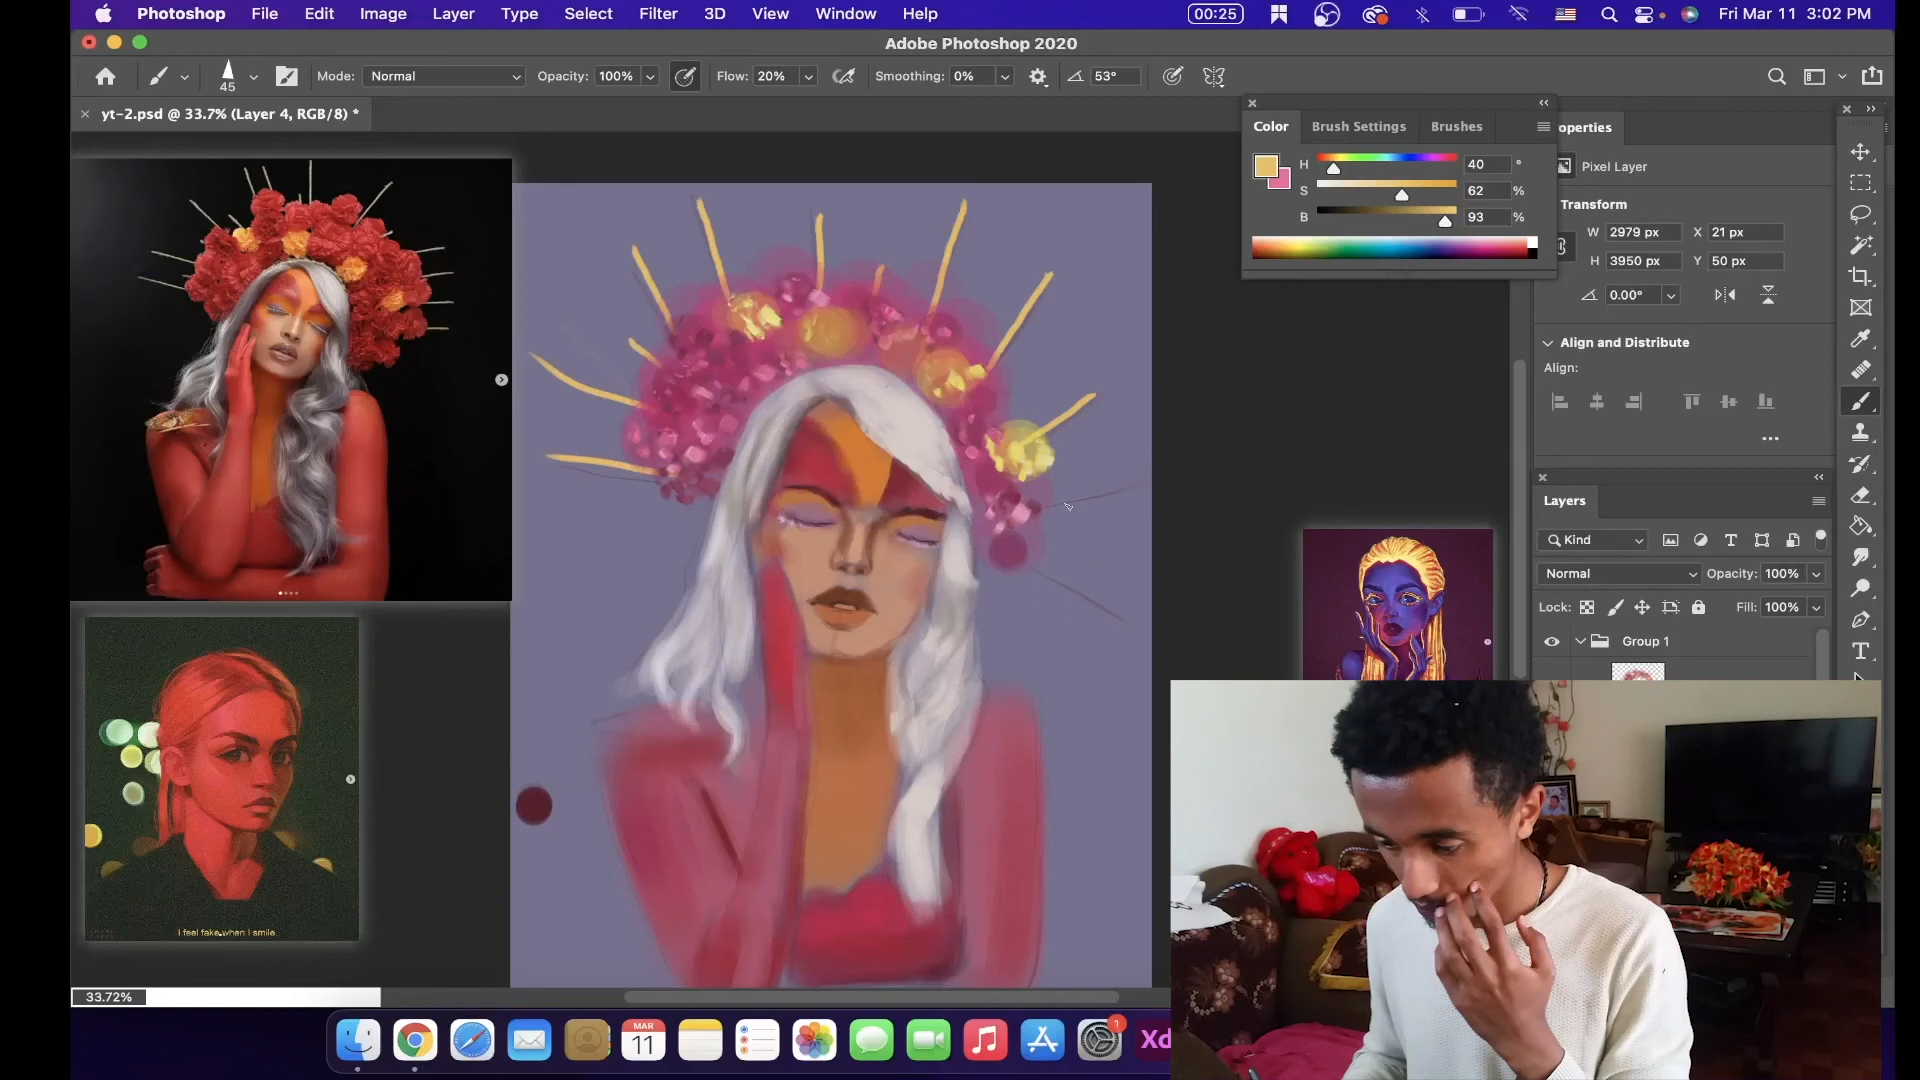 Photoshop File Edit Image Layer Type Select Filter 3D View Window Help 00:25 Fri Mar 11 3:02 PM
Adobe Photoshop 2020
45 Mode: Normal Opacity: 100% Flow: 20% Smoothing: 0% 53°
yt-2.psd @ 33.7% (Layer 4, RGB/8) *
Color Brush Settings Brushes
H 40 °
S 62 %
B 93 %
operties
Pixel Layer
Transform
W 2979 px X 21 px
H 3950 px Y 50 px
0.00°
Align and Distribute
Align:
Layers
Kind
Normal Opacity: 100%
Lock: Fill: 100%
Group 1
I feel fake when I smile
33.72%
MAR
11
1
Xd